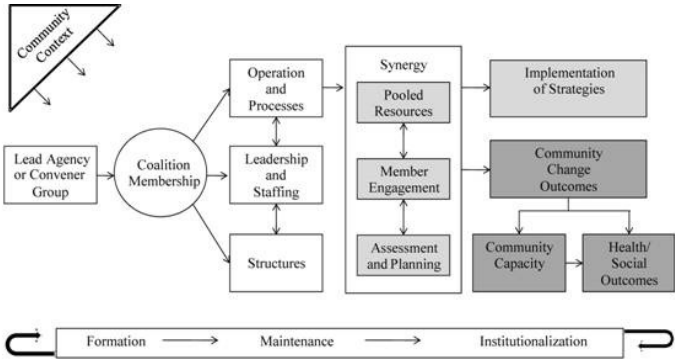 Community
Context
Lead Agency
or Convener
Group
Coalition
Membership
Operation
and
Processes
Leadership
and
Staffing
Structures
Synergy
Pooled
Resources
Member
Engagement
Assessment
and Planning
Implementation
of Strategies
Community
Change
Outcomes
Community
Capacity
Health/
Social
Outcomes
Formation
Maintenance
Institutionalization